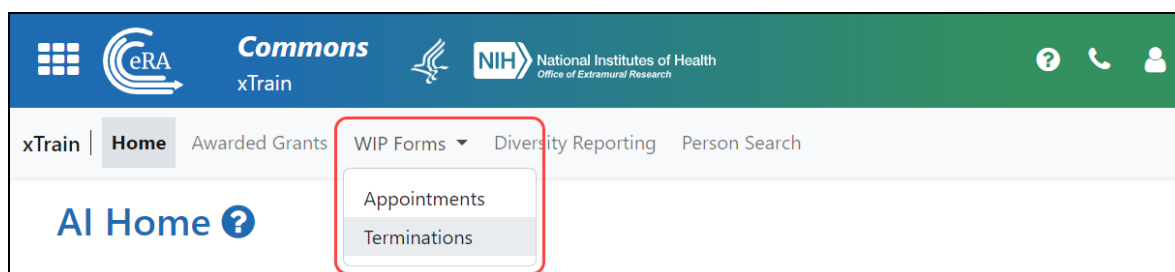 eRA
Commons
xTrain
NIH National Institutes of Health
Office of Extramural Research
xTrain | Home Awarded Grants WIP Forms Diversity Reporting Person Search
Appointments
Terminations
AI Home